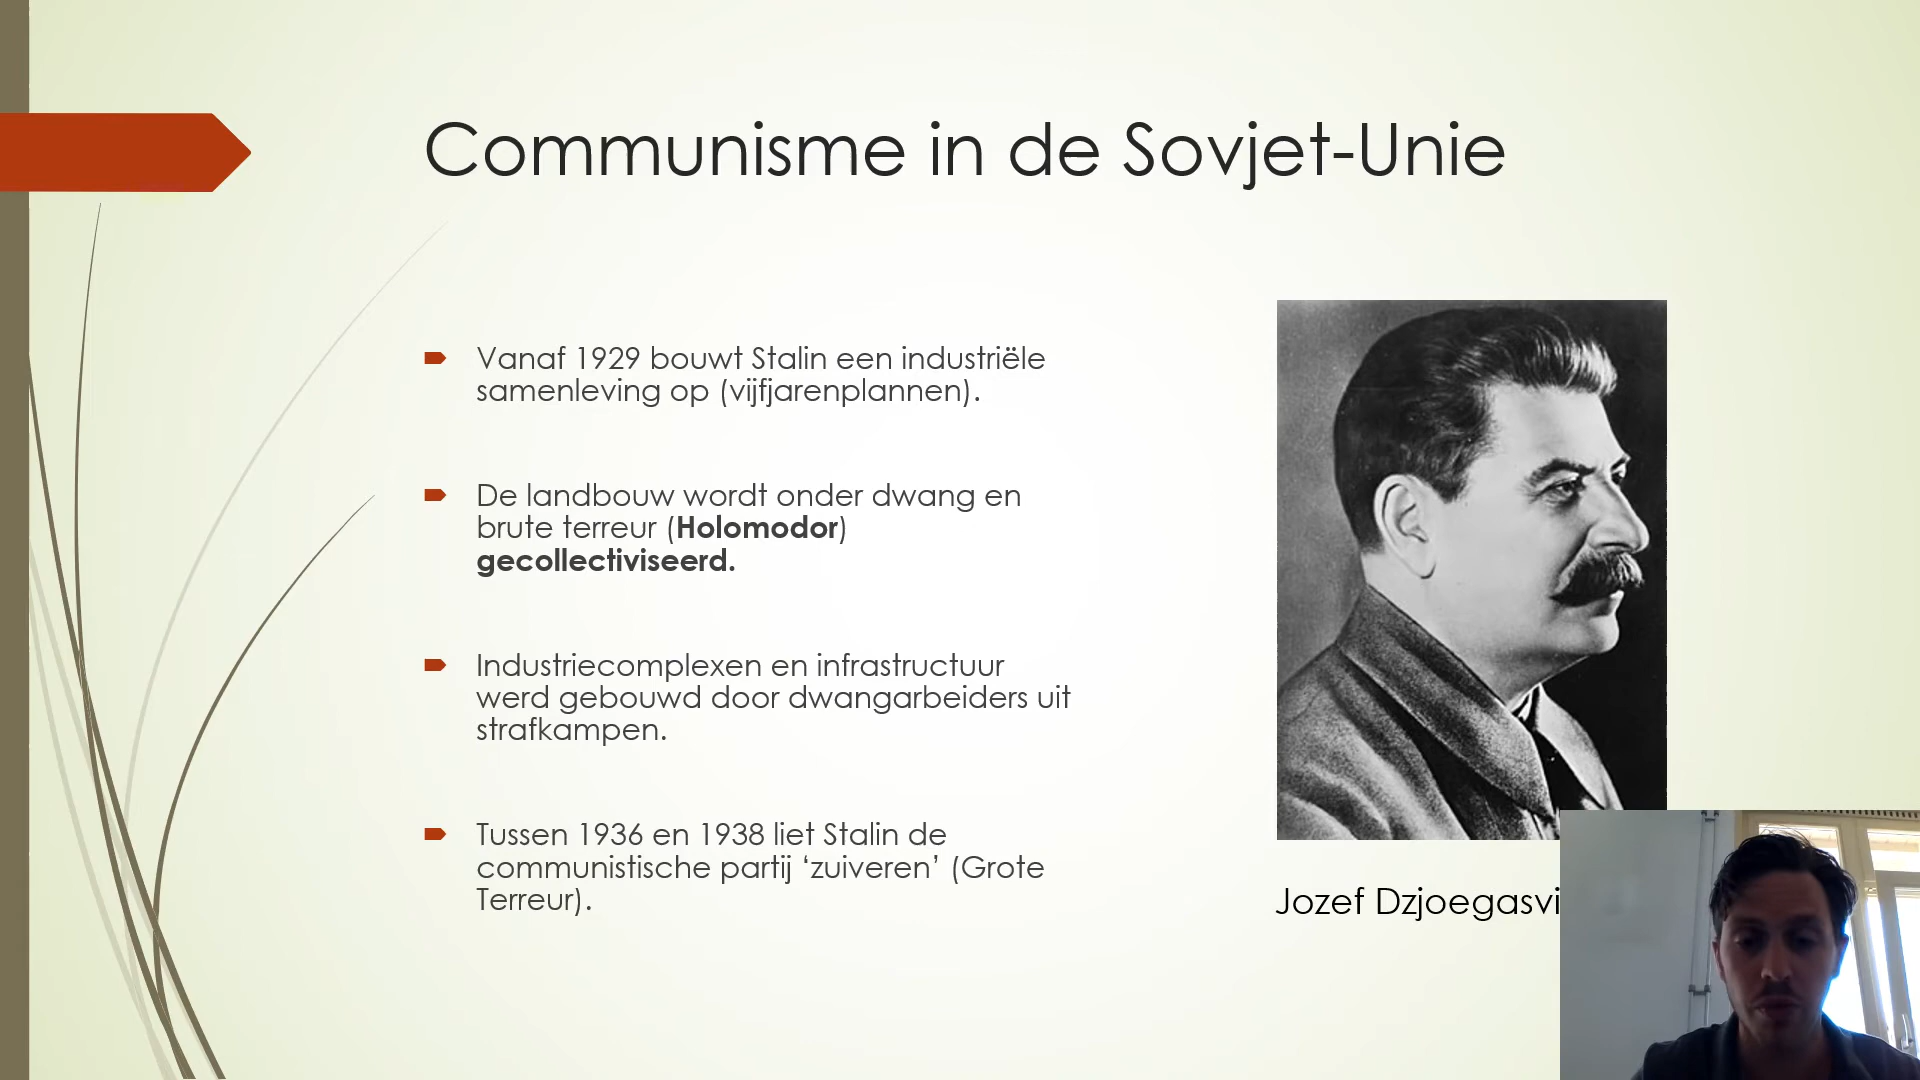 Communisme in de Sovjet-Unie
Vanaf 1929 bouwt Stalin een industriële
samenleving op (vijfjarenplannen).
De landbouw wordt onder dwang en
brute terreur (Holomodor)
gecollectiviseerd.
Industriecomplexen en infrastructuur
werd gebouwd door dwangarbeiders uit
strafkampen.
Tussen 1936 en 1938 liet Stalin de
communistische partij ‘zuiveren’ (Grote
Terreur).
Jozef Dzjoegasvi